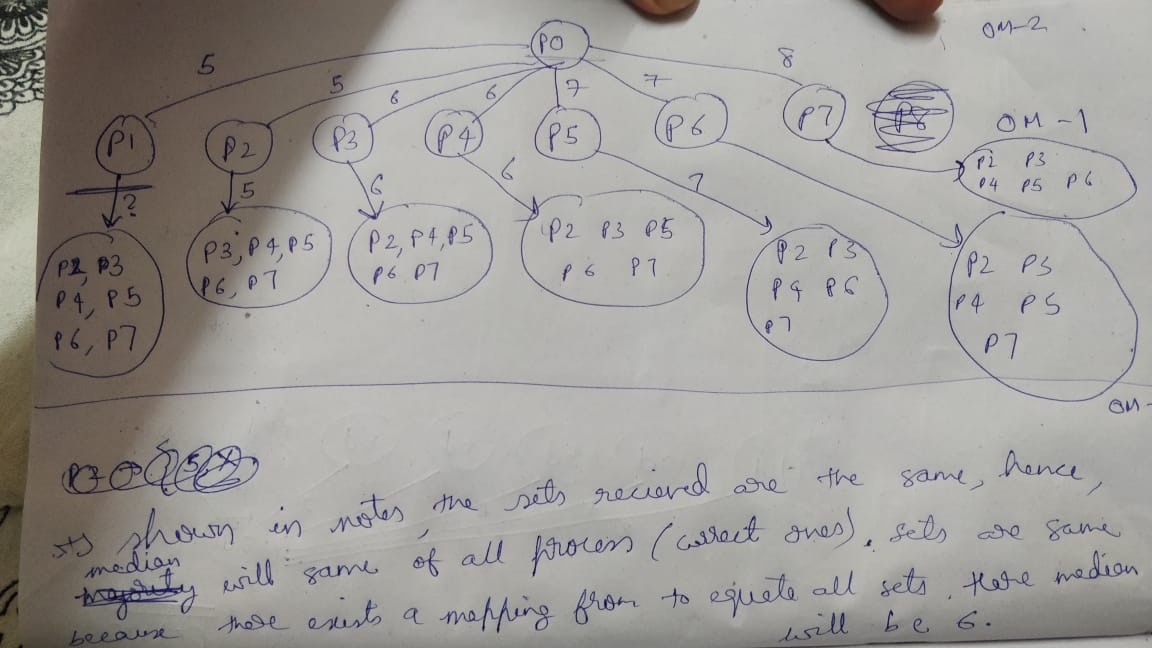 OM-2
P0
5 5 6 6 7 7 8
P1 P2 P3 P4 P5 P6 P7
OM-1
? 5 6 6 7
P2 P3
P4 P5 P6
P2, P3
P4, P5
P6, P7
P3, P4, P5
P6, P7
P2, P4, P5
P6 P7
P2 P3 P5
P6 P7
P2 P3
P4 P6
P7
P2 P3
P4 P5
P7
OM-
shown in notes, the sets recieved are the same, hence,
median will same of all process (correct ones). sets are same
because there exists a mapping from to equate all sets. Here median
will be 6.